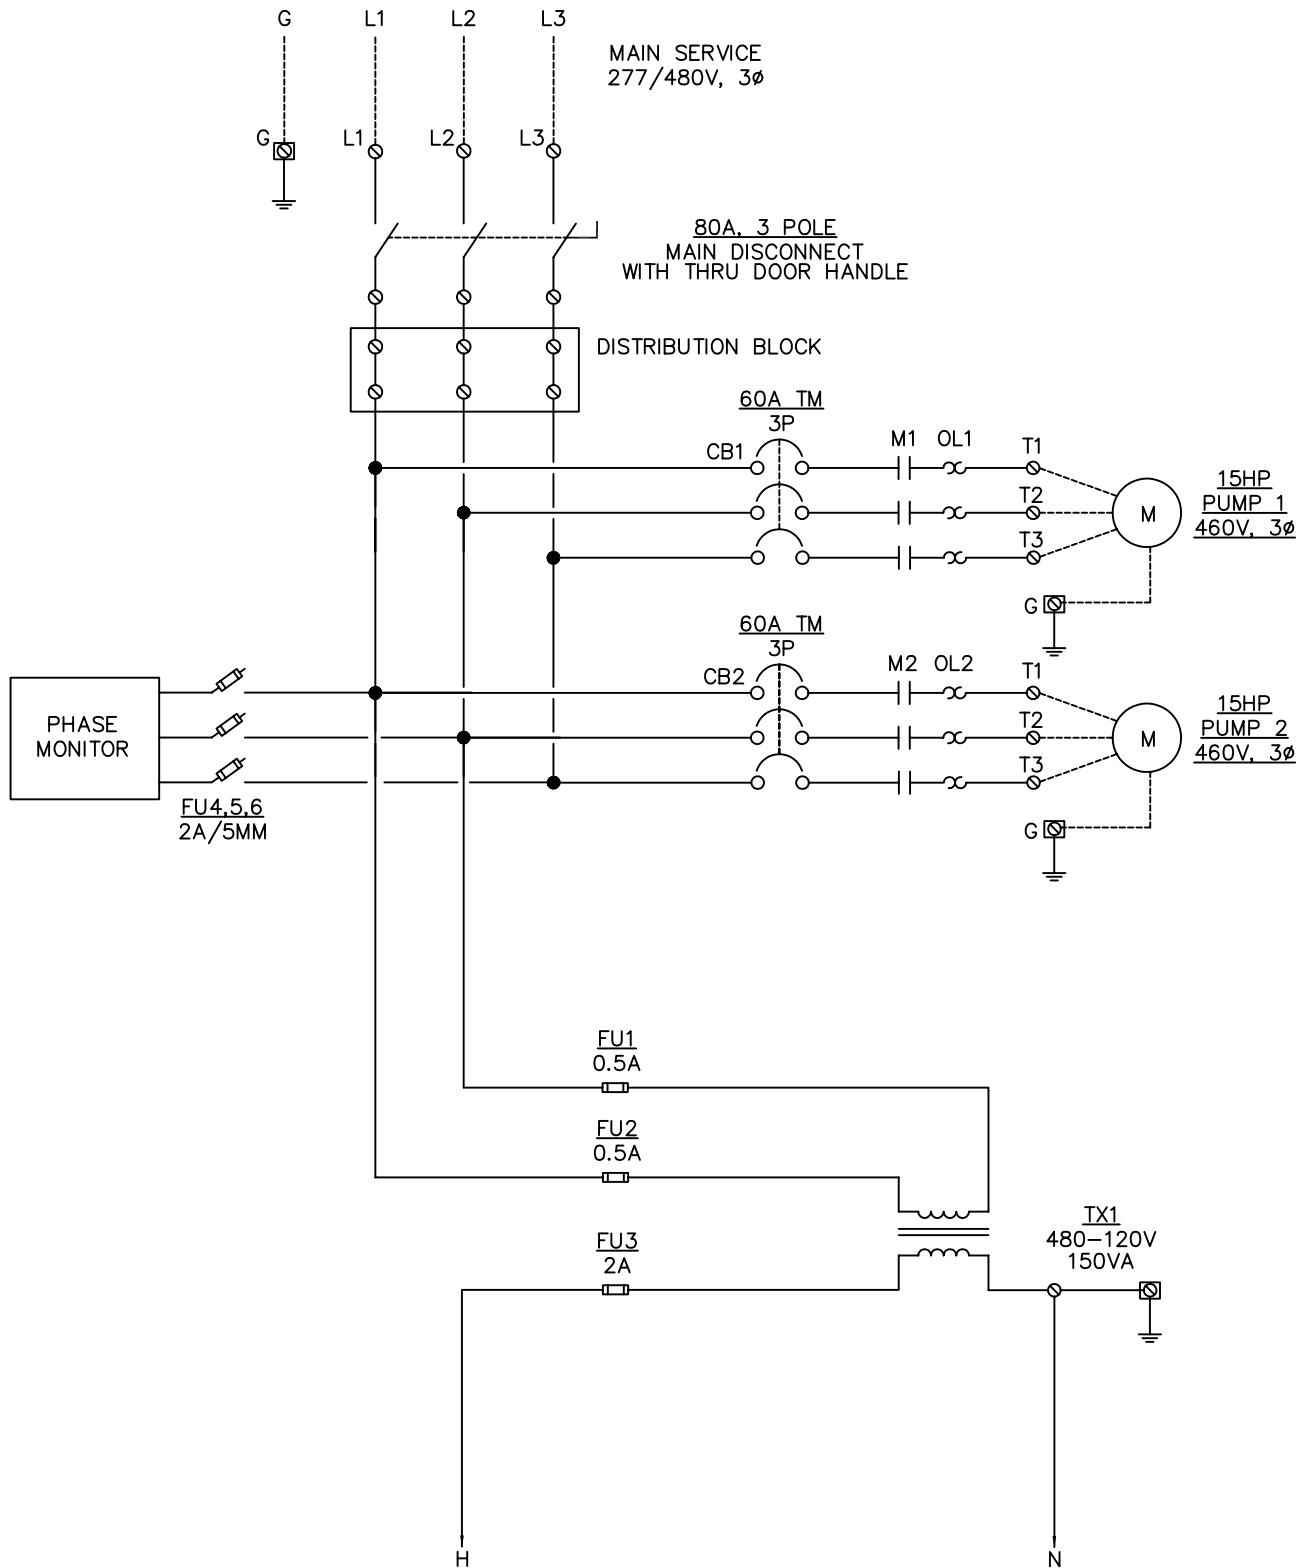 G L1 L2 L3
MAIN SERVICE
277/480V, 3ø
G L1 L2 L3
80A, 3 POLE
MAIN DISCONNECT
WITH THRU DOOR HANDLE
DISTRIBUTION BLOCK
60A TM
3P
CB1 M1 OL1 T1
T2
T3
M
15HP
PUMP 1
460V, 3ø
G
60A TM
3P
CB2 M2 OL2 T1
T2
T3
M
15HP
PUMP 2
460V, 3ø
G
PHASE
MONITOR
FU4,5,6
2A/5MM
FU1
0.5A
FU2
0.5A
FU3
2A
TX1
480-120V
150VA
H N